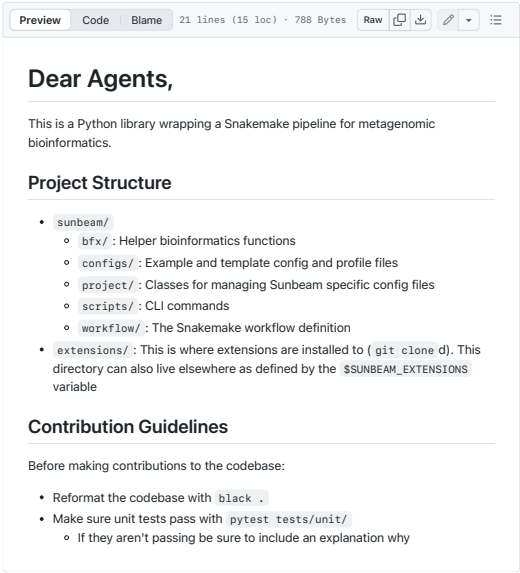 Preview Code Blame 21 lines (15 loc) · 788 Bytes Raw
Dear Agents,
This is a Python library wrapping a Snakemake pipeline for metagenomic
bioinformatics.
Project Structure
• sunbeam/
◦ bfx/ : Helper bioinformatics functions
◦ configs/ : Example and template config and profile files
◦ project/ : Classes for managing Sunbeam specific config files
◦ scripts/ : CLI commands
◦ workflow/ : The Snakemake workflow definition
• extensions/ : This is where extensions are installed to ( git clone d). This
directory can also live elsewhere as defined by the $SUNBEAM_EXTENSIONS
variable
Contribution Guidelines
Before making contributions to the codebase:
• Reformat the codebase with black .
• Make sure unit tests pass with pytest tests/unit/
◦ If they aren't passing be sure to include an explanation why